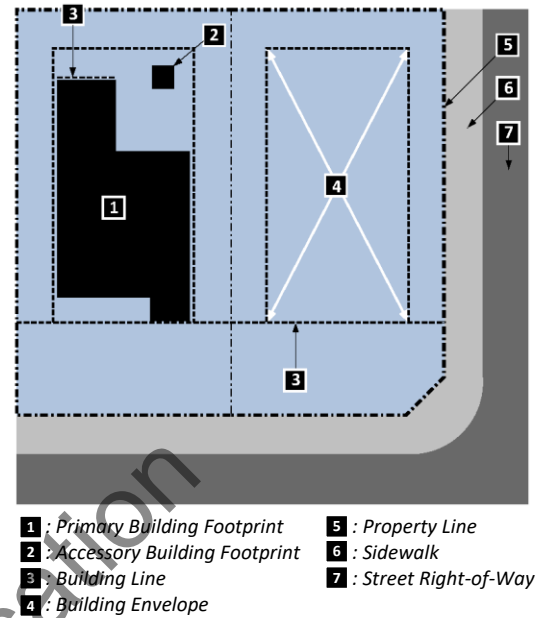 3
2
5
6
7
1
4
3
1 : Primary Building Footprint
2 : Accessory Building Footprint
3 : Building Line
4 : Building Envelope
5 : Property Line
6 : Sidewalk
7 : Street Right-of-Way